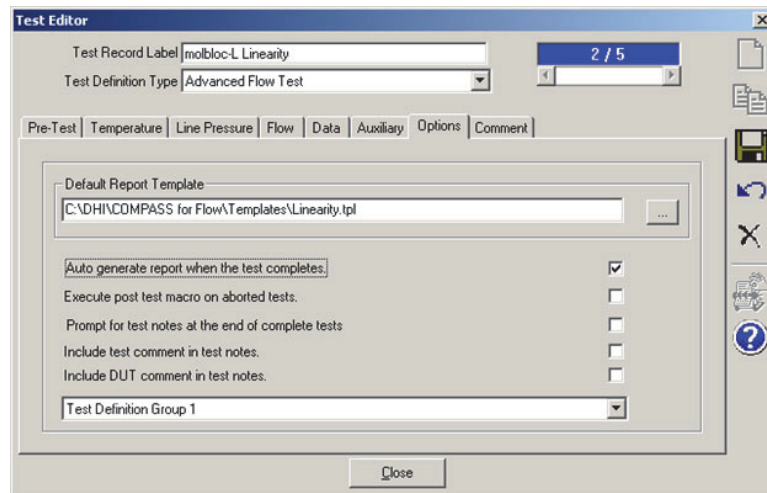 Test Editor
Test Record Label molbloc-L Linearity
2 / 5
Test Definition Type Advanced Flow Test
Pre-Test Temperature Line Pressure Flow Data Auxiliary Options Comment
Default Report Template
C:\DHI\COMPASS for Flow\Templates\Linearity.tpl
...
Auto generate report when the test completes.
Execute post test macro on aborted tests.
Prompt for test notes at the end of complete tests
Include test comment in test notes.
Include DUT comment in test notes.
Test Definition Group 1
Close